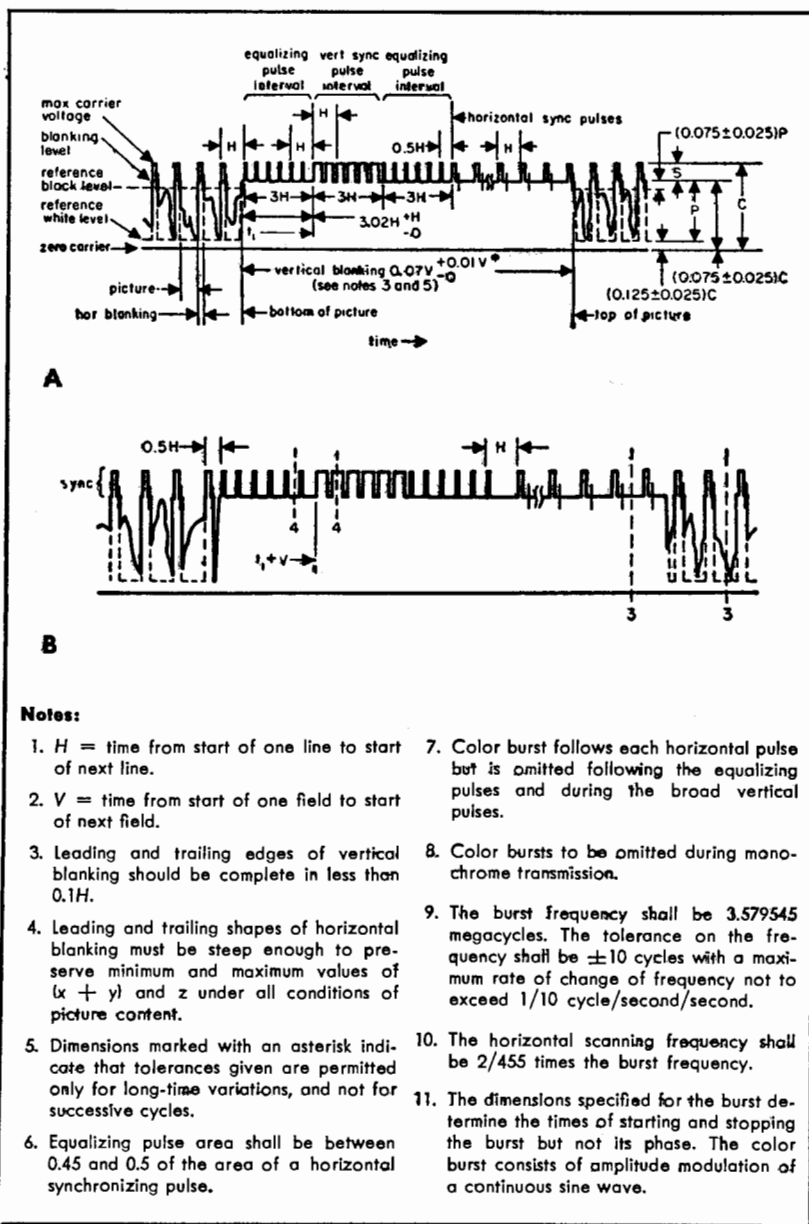 equalizing vert sync equalizing
pulse pulse pulse
interval interval interval
max carrier
voltage
blanking
level
reference
black level
reference
white level
zero carrier
H
H
H
0.5H
horizontal sync pulses
(0.075±0.025)P
S
P
C
3H 3H 3H
t₁
3.02H +H -0
vertical blanking 0.07V +0.01V * -0
(see notes 3 and 5)
(0.075±0.025)C
(0.125±0.025)C
picture
hor blanking
bottom of picture
top of picture
time
A
0.5H
H
sync
1 1
4 4
t₁+V
1 1
3 3
B
Notes:
1. H = time from start of one line to start
of next line.
2. V = time from start of one field to start
of next field.
3. Leading and trailing edges of vertical
blanking should be complete in less than
0.1H.
4. Leading and trailing shapes of horizontal
blanking must be steep enough to pre-
serve minimum and maximum values of
(x + y) and z under all conditions of
picture content.
5. Dimensions marked with an asterisk indi-
cate that tolerances given are permitted
only for long-time variations, and not for
successive cycles.
6. Equalizing pulse area shall be between
0.45 and 0.5 of the area of a horizontal
synchronizing pulse.
7. Color burst follows each horizontal pulse
but is omitted following the equalizing
pulses and during the broad vertical
pulses.
8. Color bursts to be omitted during mono-
chrome transmission.
9. The burst frequency shall be 3.579545
megacycles. The tolerance on the fre-
quency shall be ±10 cycles with a maxi-
mum rate of change of frequency not to
exceed 1/10 cycle/second/second.
10. The horizontal scanning frequency shall
be 2/455 times the burst frequency.
11. The dimensions specified for the burst de-
termine the times of starting and stopping
the burst but not its phase. The color
burst consists of amplitude modulation of
a continuous sine wave.